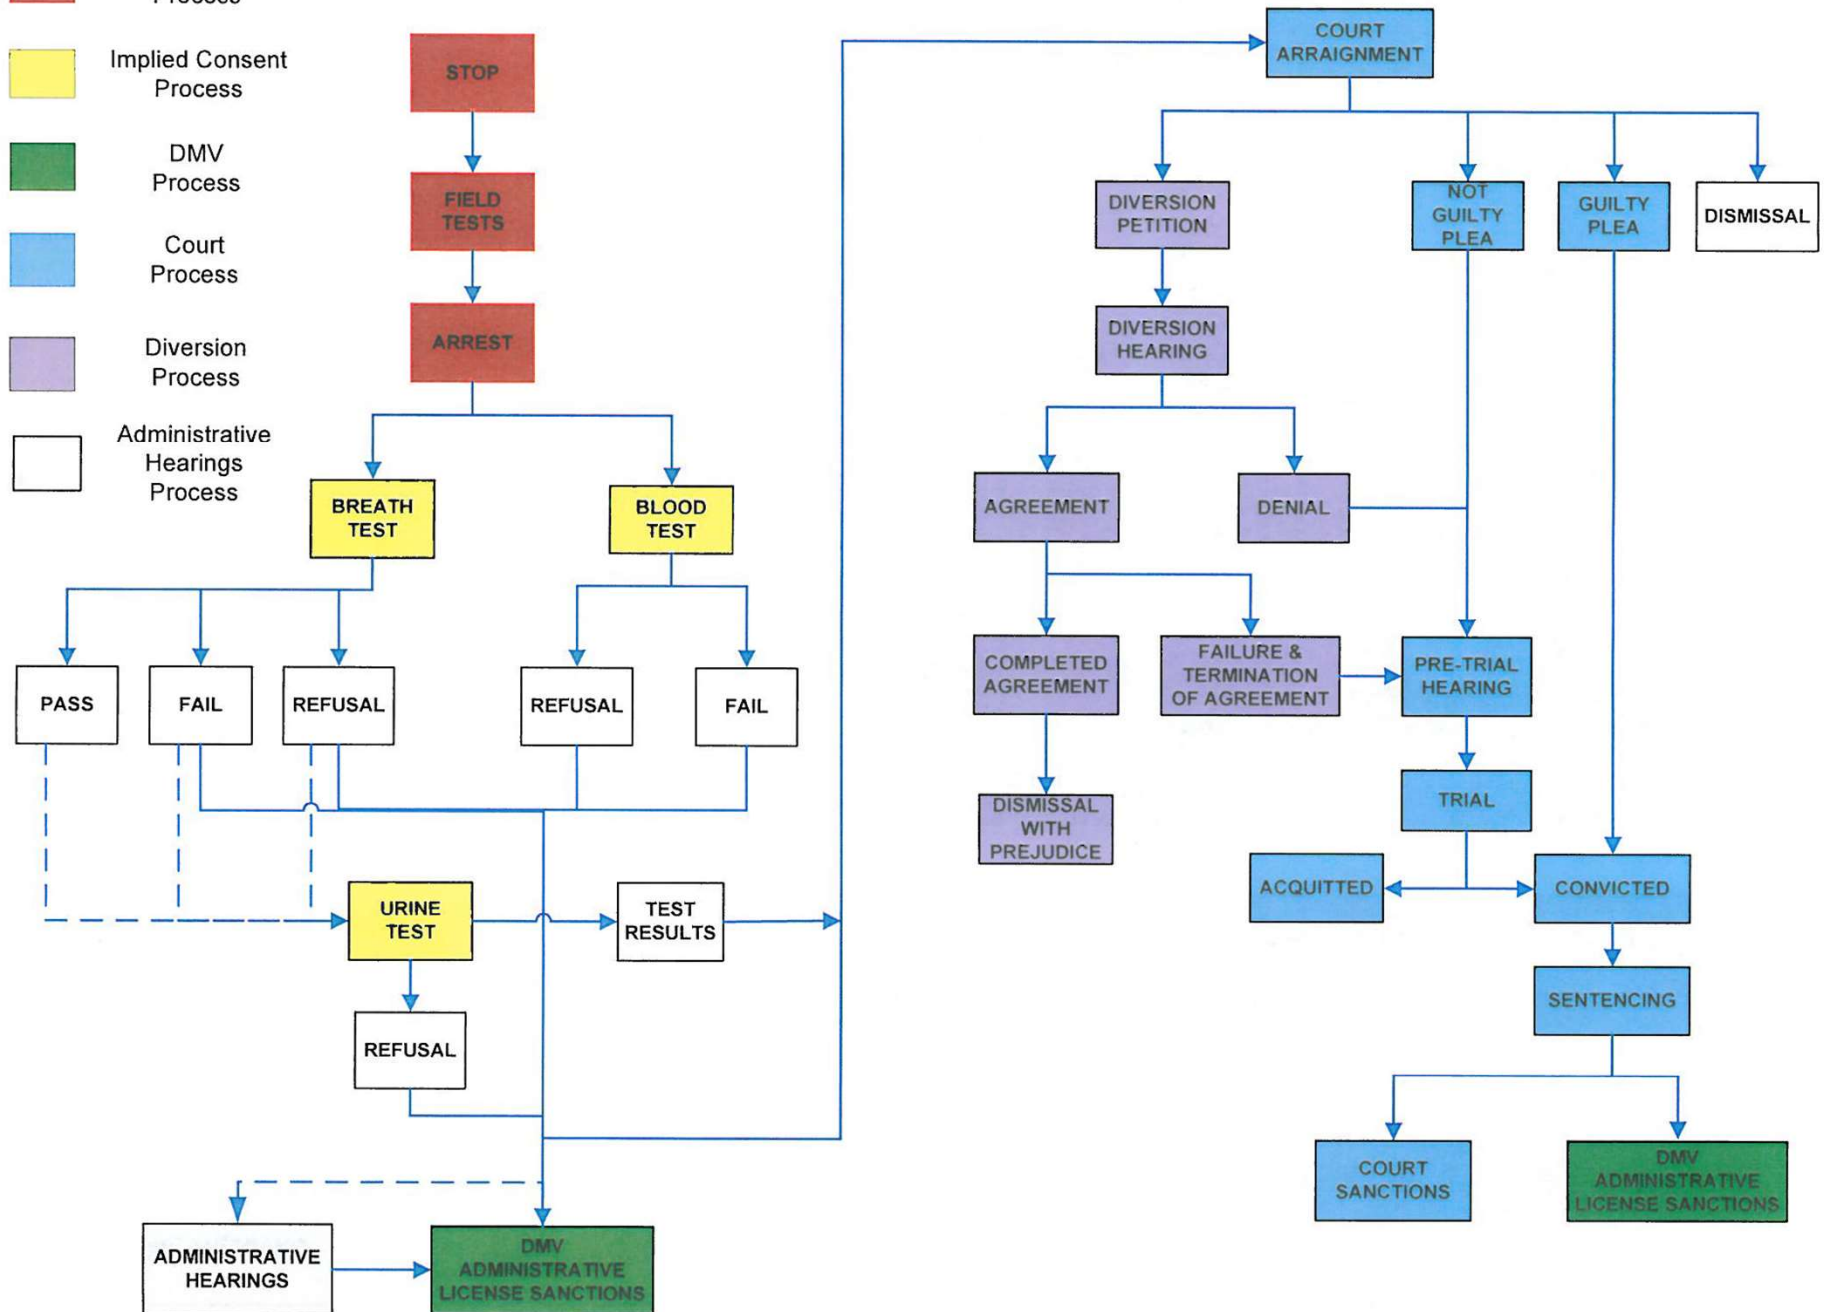 Process
Implied Consent
Process
DMV
Process
Court
Process
Diversion
Process
Administrative
Hearings
Process
STOP
FIELD
TESTS
ARREST
BREATH
TEST
BLOOD
TEST
PASS
FAIL
REFUSAL
REFUSAL
FAIL
URINE
TEST
TEST
RESULTS
REFUSAL
ADMINISTRATIVE
HEARINGS
DMV
ADMINISTRATIVE
LICENSE SANCTIONS
COURT
ARRAIGNMENT
DIVERSION
PETITION
NOT
GUILTY
PLEA
GUILTY
PLEA
DISMISSAL
DIVERSION
HEARING
AGREEMENT
DENIAL
COMPLETED
AGREEMENT
FAILURE &
TERMINATION
OF AGREEMENT
PRE-TRIAL
HEARING
DISMISSAL
WITH
PREJUDICE
TRIAL
ACQUITTED
CONVICTED
SENTENCING
COURT
SANCTIONS
DMV
ADMINISTRATIVE
LICENSE SANCTIONS